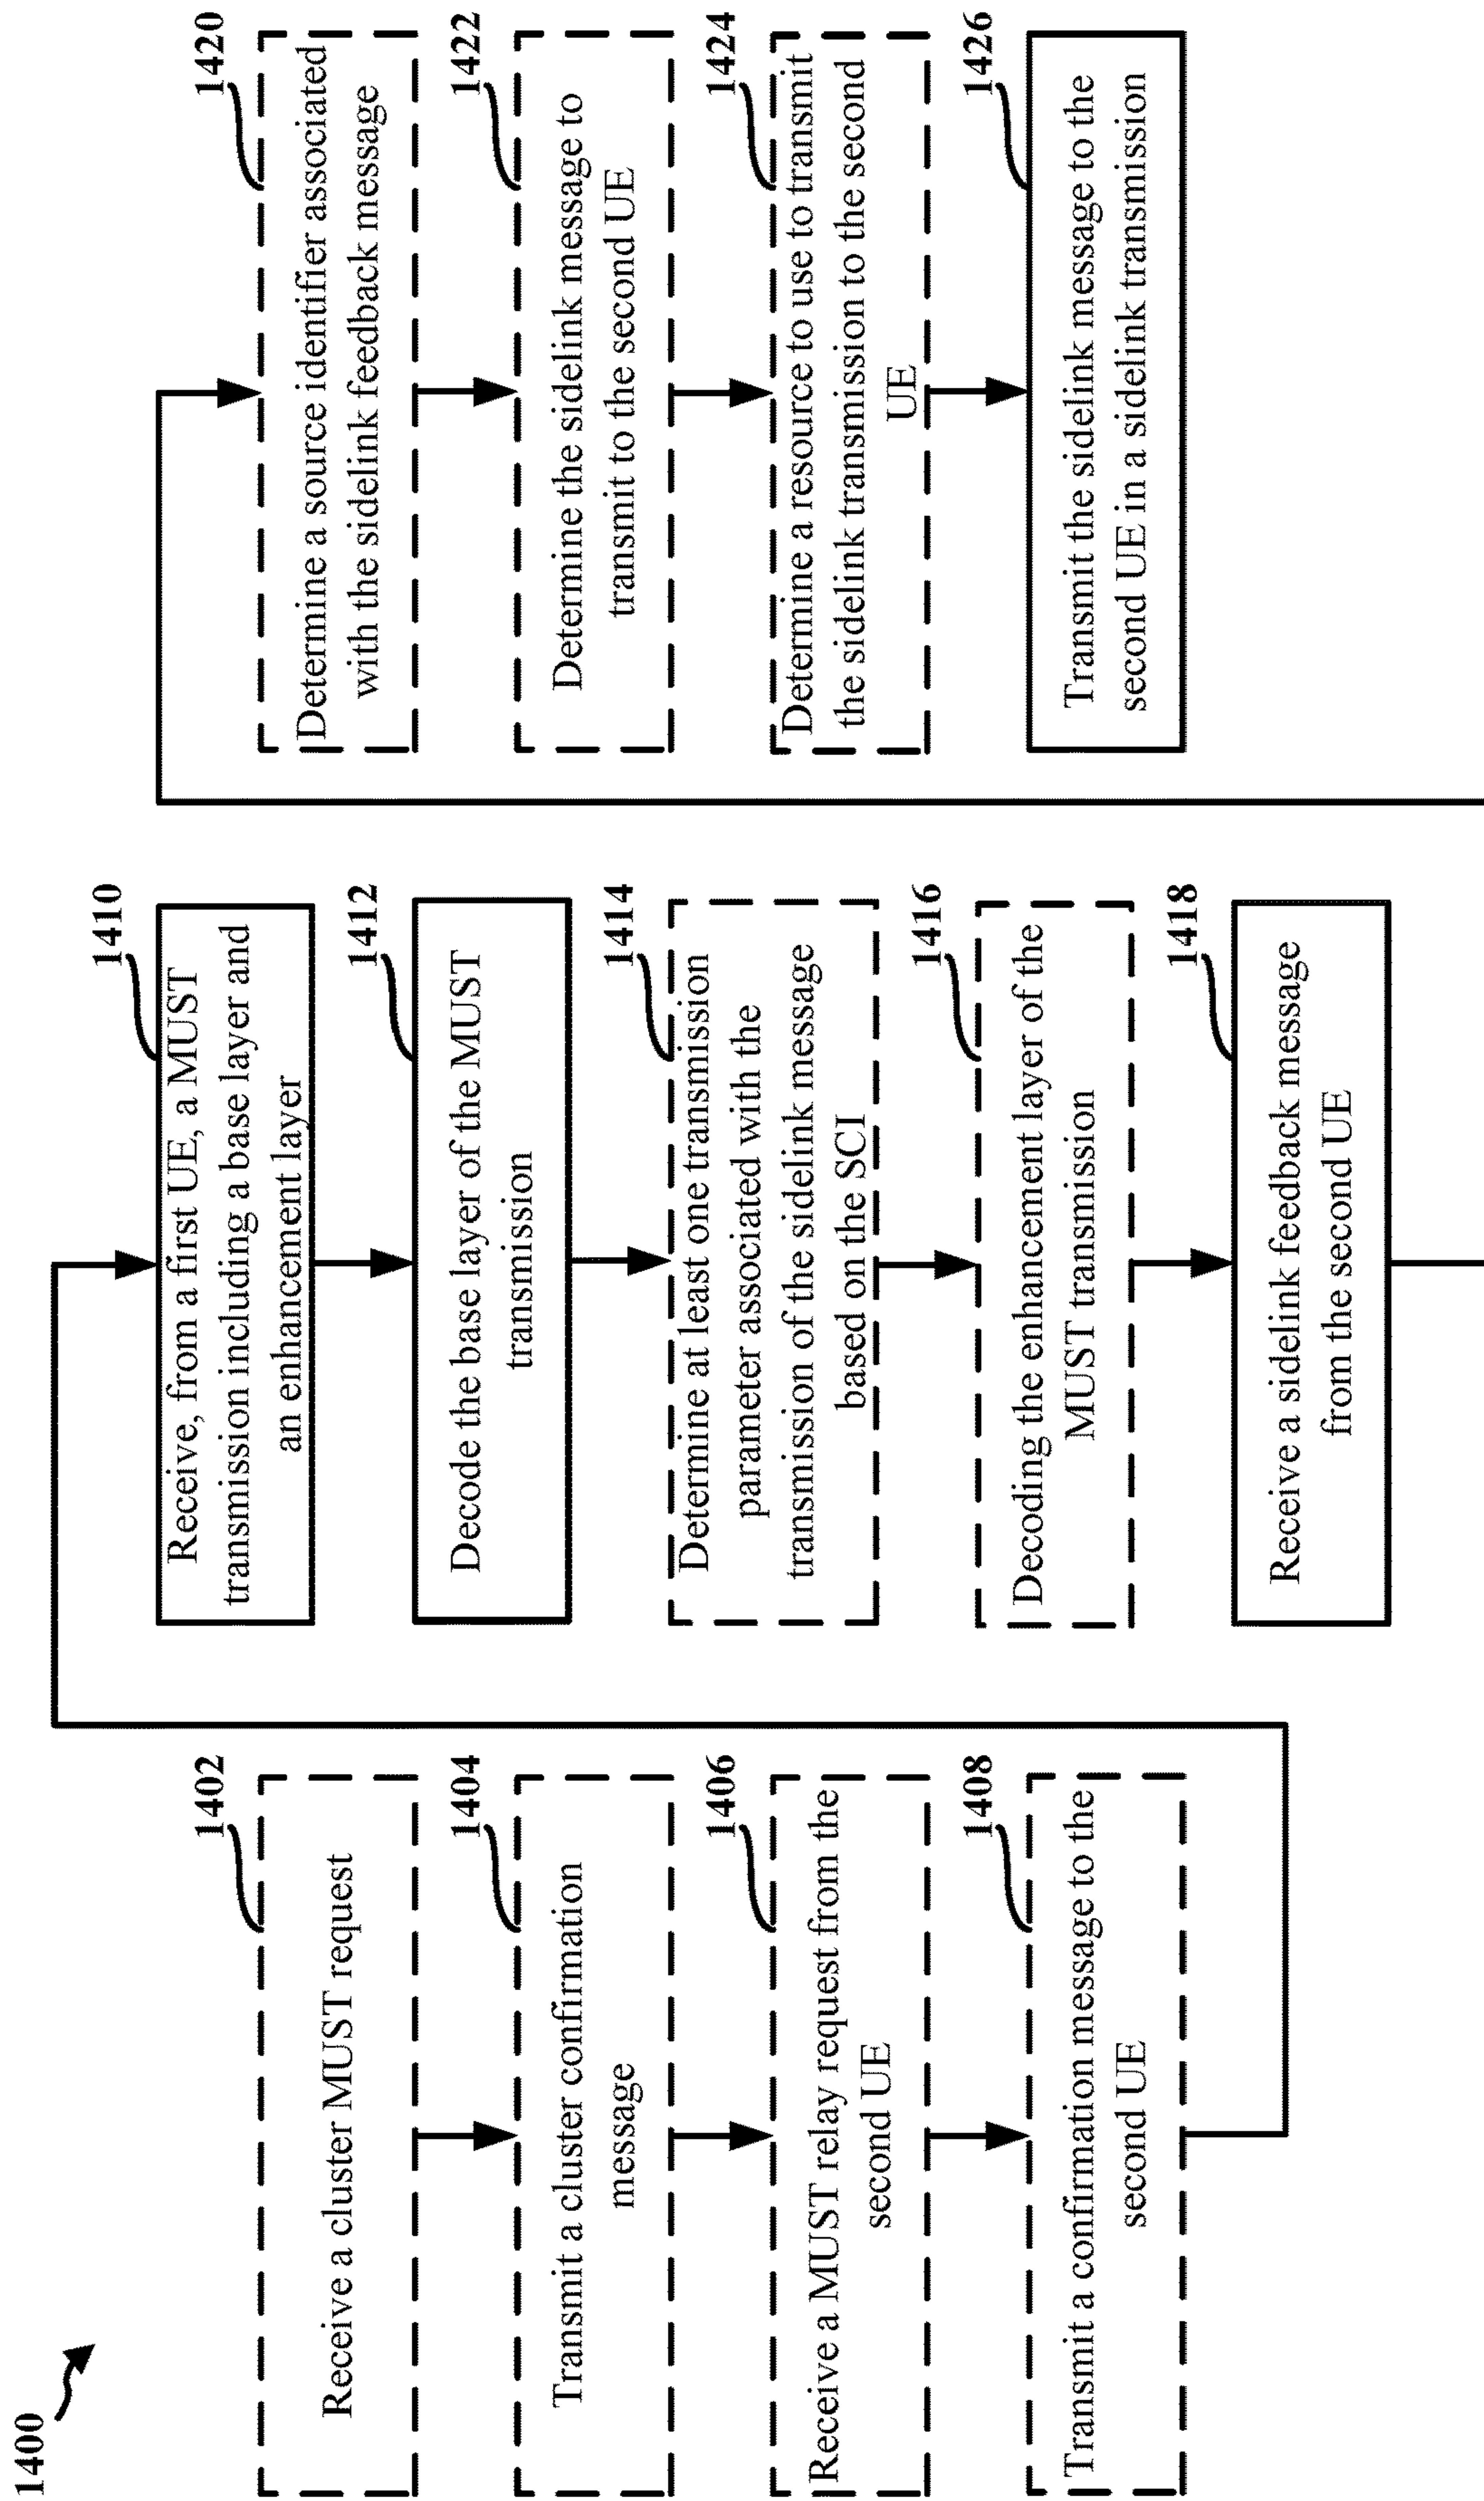 1400
1402
Receive a cluster MUST request
1404
Transmit a cluster confirmation
message
1406
Receive a MUST relay request from the
second UE
1408
Transmit a confirmation message to the
second UE
1410
Receive, from a first UE, a MUST
transmission including a base layer and
an enhancement layer
1412
Decode the base layer of the MUST
transmission
1414
Determine at least one transmission
parameter associated with the
transmission of the sidelink message
based on the SCI
1416
Decoding the enhancement layer of the
MUST transmission
1418
Receive a sidelink feedback message
from the second UE
1420
Determine a source identifier associated
with the sidelink feedback message
1422
Determine the sidelink message to
transmit to the second UE
1424
Determine a resource to use to transmit
the sidelink transmission to the second
UE
1426
Transmit the sidelink message to the
second UE in a sidelink transmission